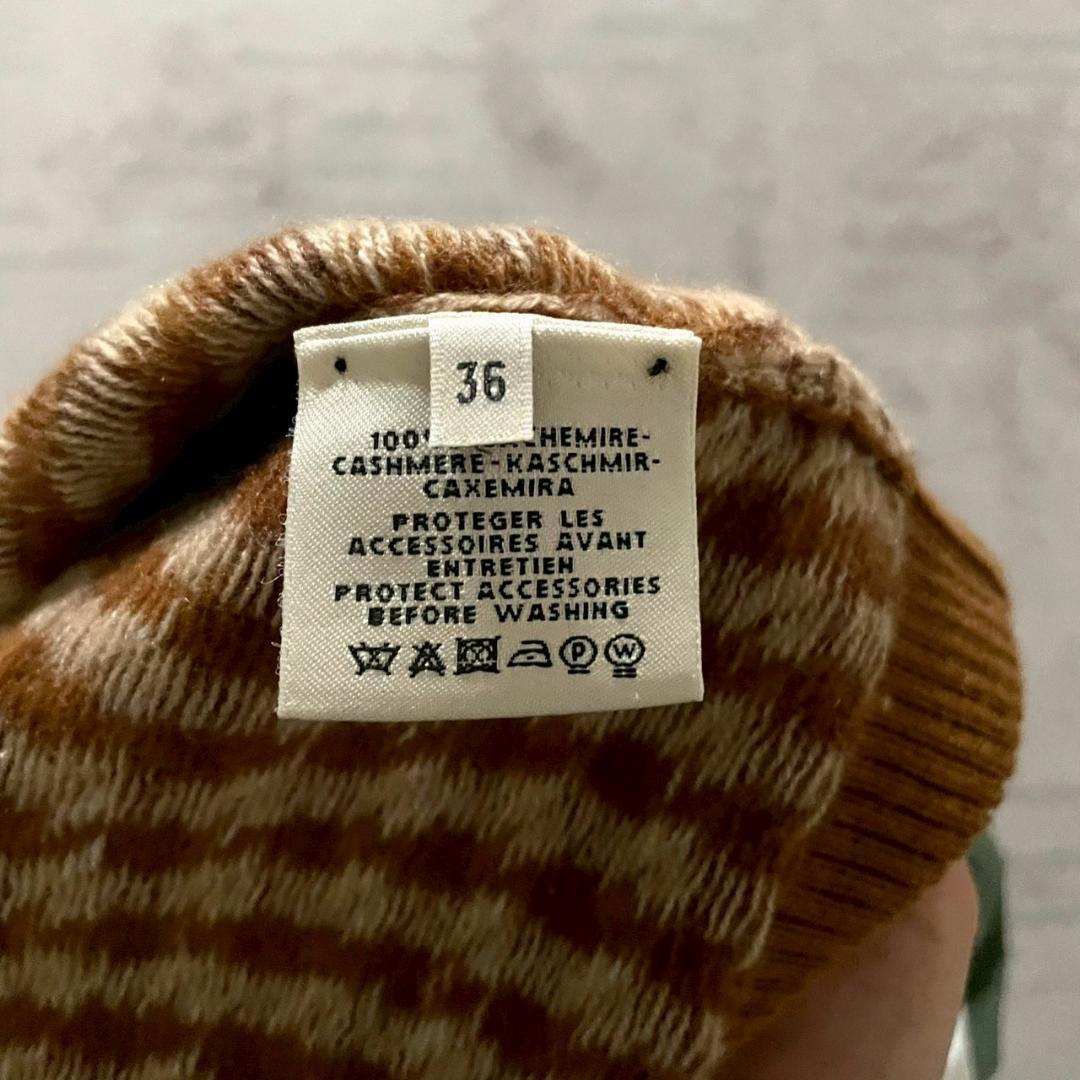 36
100% CACHEMIRE-
CASHMERE-KASCHMIR-
CAXEMIRA
PROTEGER LES
ACCESSOIRES AVANT
ENTRETIEN
PROTECT ACCESSORIES
BEFORE WASHING
P W